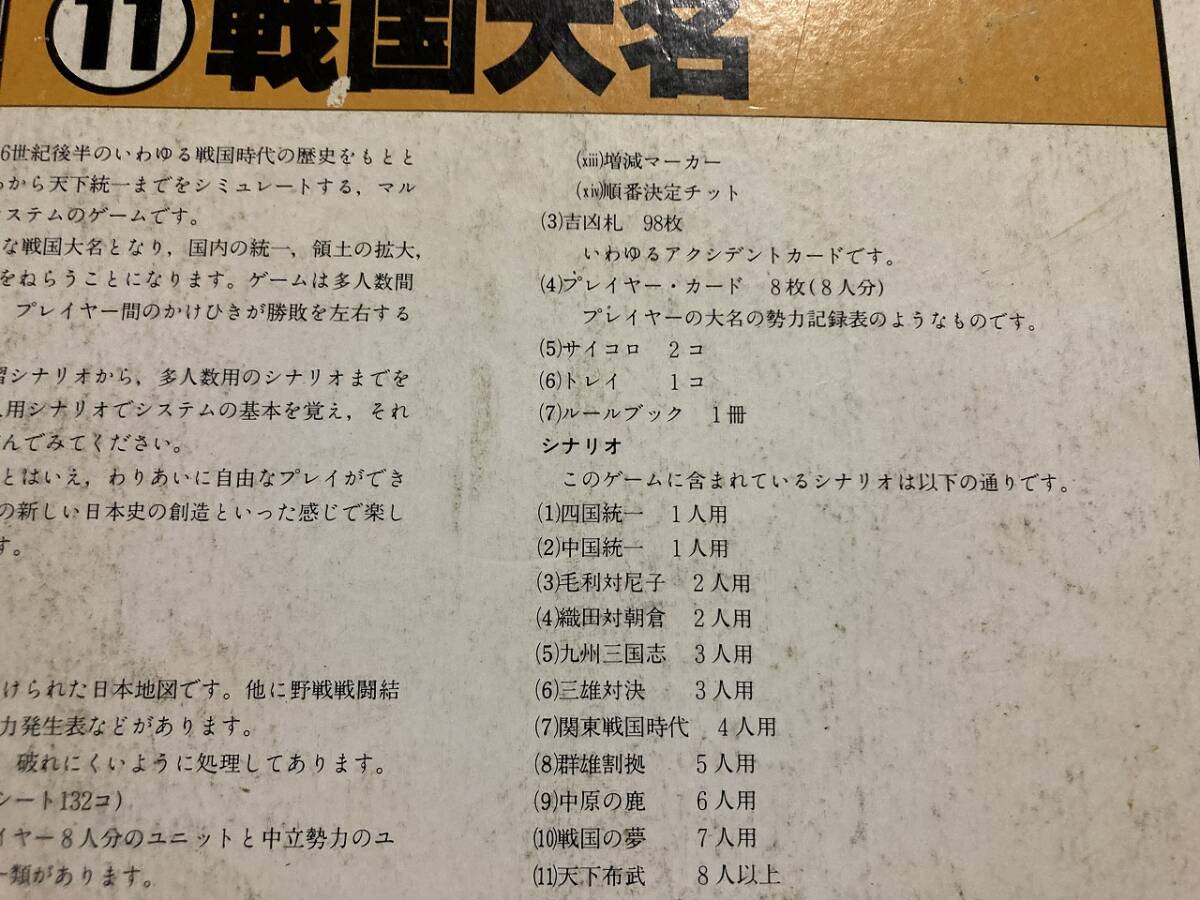 11 戦国大名
6世紀後半のいわゆる戦国時代の歴史をもとと
から天下統一までをシミュレートする，マル
システムのゲームです。
な戦国大名となり，国内の統一，領土の拡大，
をねらうことになります。ゲームは多人数間
プレイヤー間のかけひきが勝敗を左右する
習シナリオから，多人数用のシナリオまでを
人用シナリオでシステムの基本を覚え，それ
んでみてください。
とはいえ，わりあいに自由なプレイができ
の新しい日本史の創造といった感じで楽し
す。
けられた日本地図です。他に野戦戦闘結
力発生表などがあります。
破れにくいように処理してあります。
シート132コ)
イヤー8人分のユニットと中立勢力のユ
類があります。
(xiii)増減マーカー
(xiv)順番決定チット
(3)吉凶札 98枚
いわゆるアクシデントカードです。
(4)プレイヤー・カード 8枚(8人分)
プレイヤーの大名の勢力記録表のようなものです。
(5)サイコロ 2コ
(6)トレイ 1コ
(7)ルールブック 1冊
シナリオ
このゲームに含まれているシナリオは以下の通りです。
(1)四国統一 1人用
(2)中国統一 1人用
(3)毛利対尼子 2人用
(4)織田対朝倉 2人用
(5)九州三国志 3人用
(6)三雄対決 3人用
(7)関東戦国時代 4人用
(8)群雄割拠 5人用
(9)中原の鹿 6人用
(10)戦国の夢 7人用
(11)天下布武 8人以上